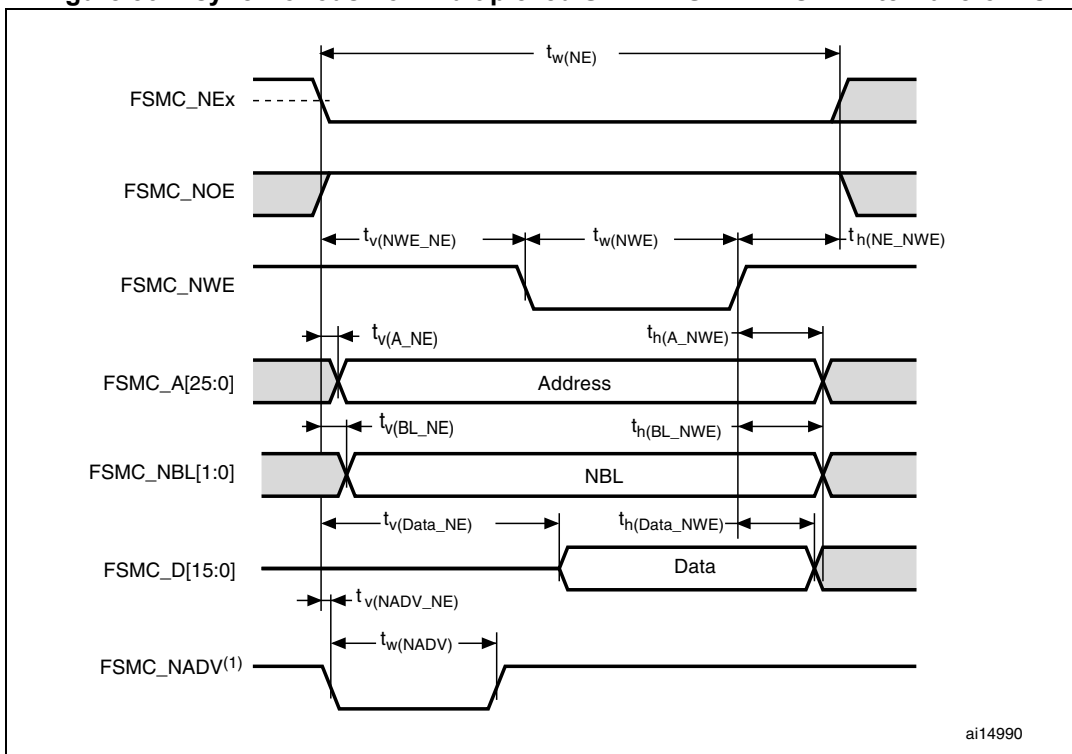 tw(NE)
FSMC_NEx
FSMC_NOE
tv(NWE_NE)
tw(NWE)
th(NE_NWE)
FSMC_NWE
tv(A_NE)
th(A_NWE)
FSMC_A[25:0]
Address
tv(BL_NE)
th(BL_NWE)
FSMC_NBL[1:0]
NBL
tv(Data_NE)
th(Data_NWE)
FSMC_D[15:0]
Data
tv(NADV_NE)
tw(NADV)
FSMC_NADV(1)
ai14990